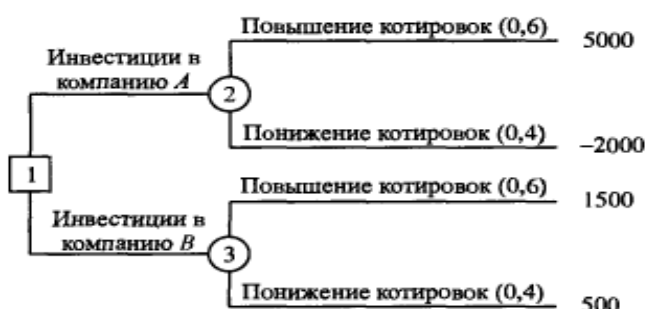 Повышение котировок (0,6)
5000
Инвестиции в
компанию A
2
Понижение котировок (0,4)
–2000
1
Повышение котировок (0,6)
1500
Инвестиции в
компанию B
3
Понижение котировок (0,4)
500